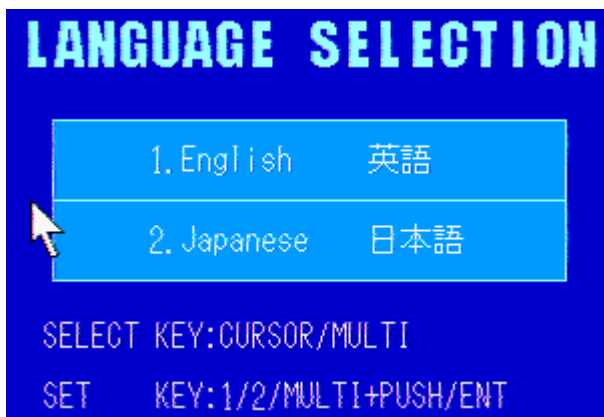 LANGUAGE SELECTION
1.English 英語
2.Japanese 日本語
SELECT KEY:CURSOR/MULTI
SET KEY:1/2/MULTI+PUSH/ENT